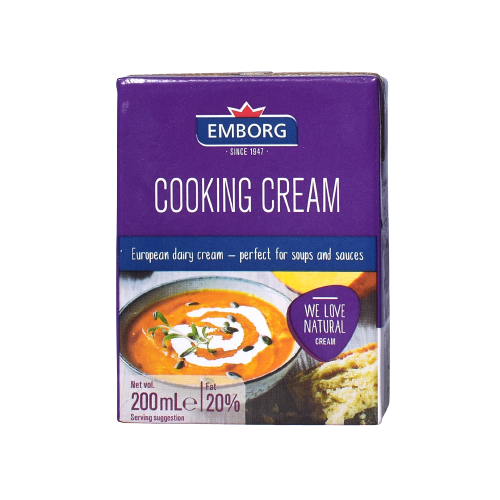 EMBORG
· SINCE 1947 ·
COOKING CREAM
European dairy cream – perfect for soups and sauces
WE LOVE
NATURAL
CREAM
Net vol.
200mLe
Serving suggestion
Fat
20%